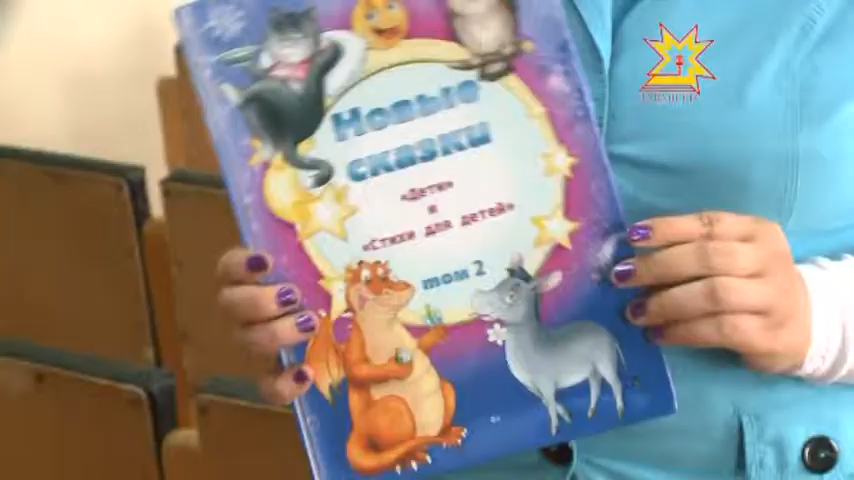 Новые
сказки
«Дети»
и
«Стихи для детей»
том 2